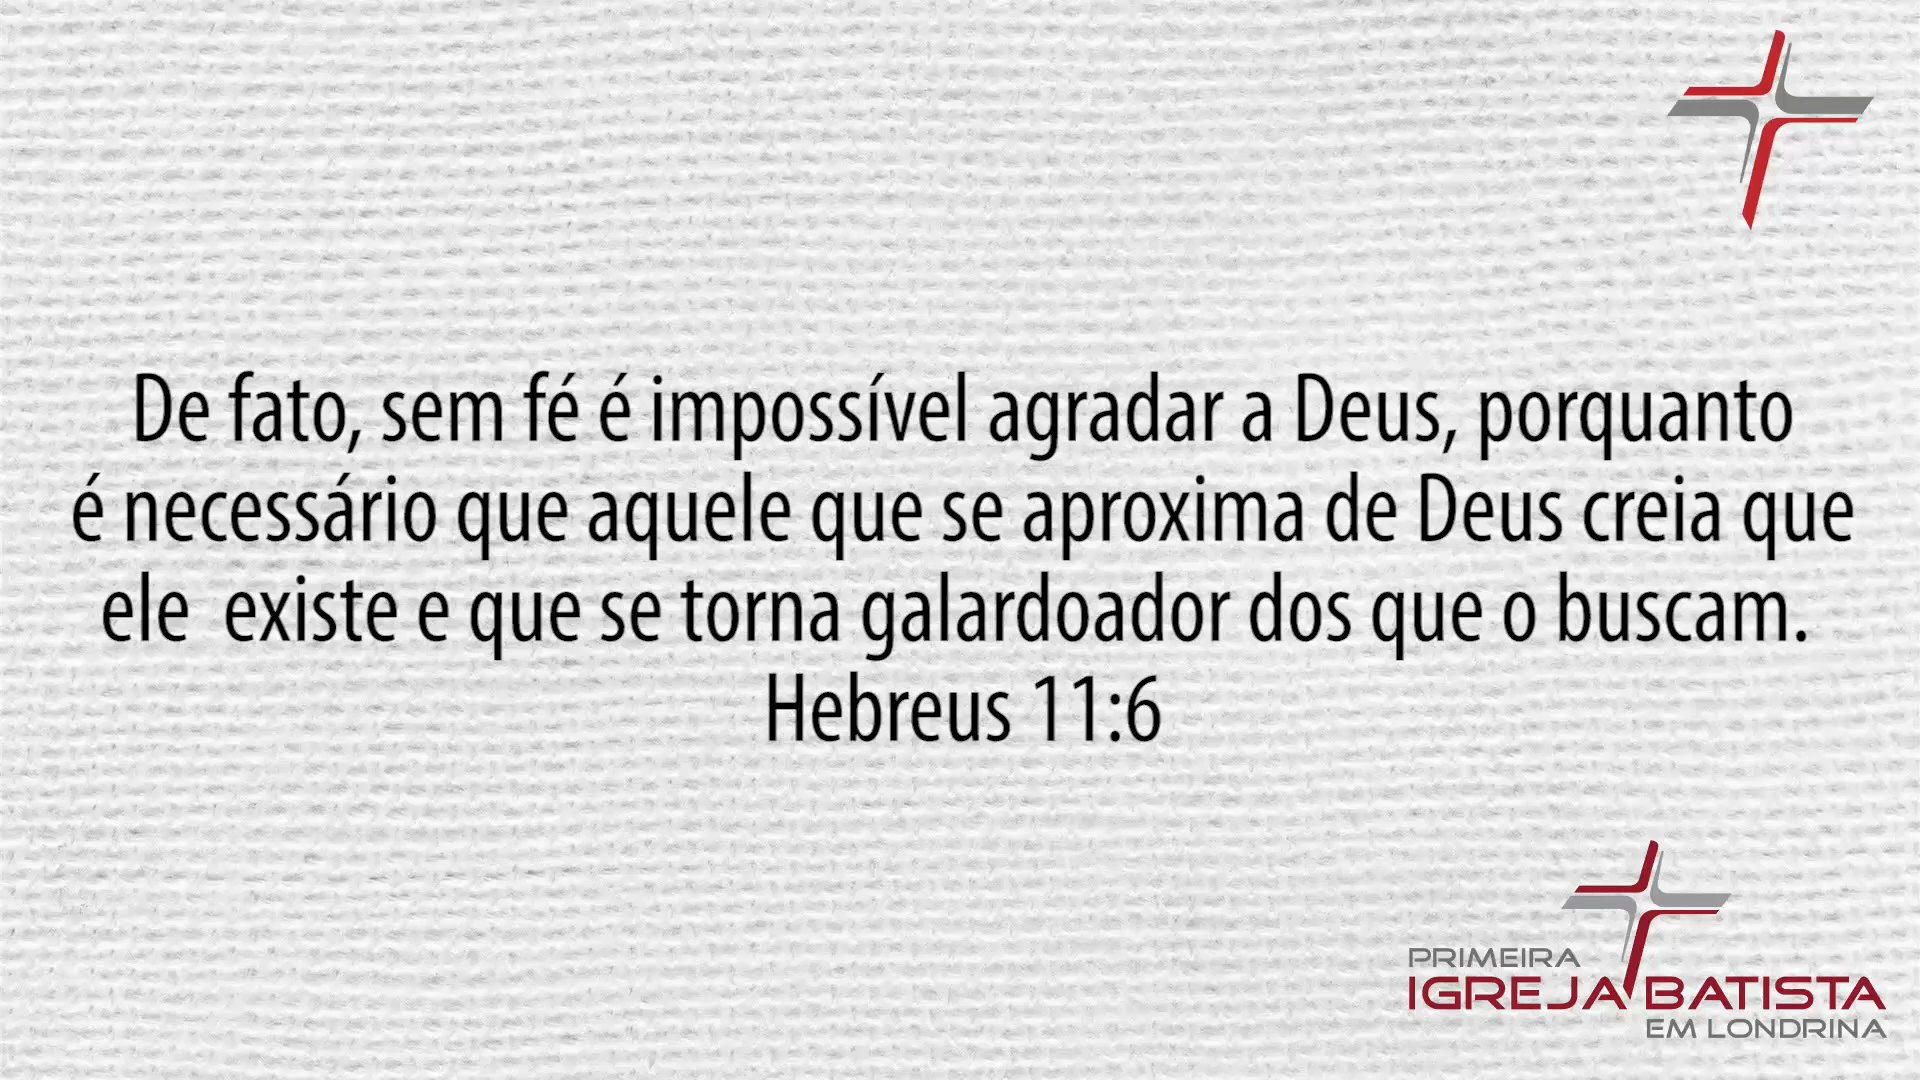 De fato, sem fé é impossível agradar a Deus, porquanto
é necessário que aquele que se aproxima de Deus creia que
ele  existe e que se torna galardoador dos que o buscam.
Hebreus 11:6
PRIMEIRA
IGREJA BATISTA
EM LONDRINA